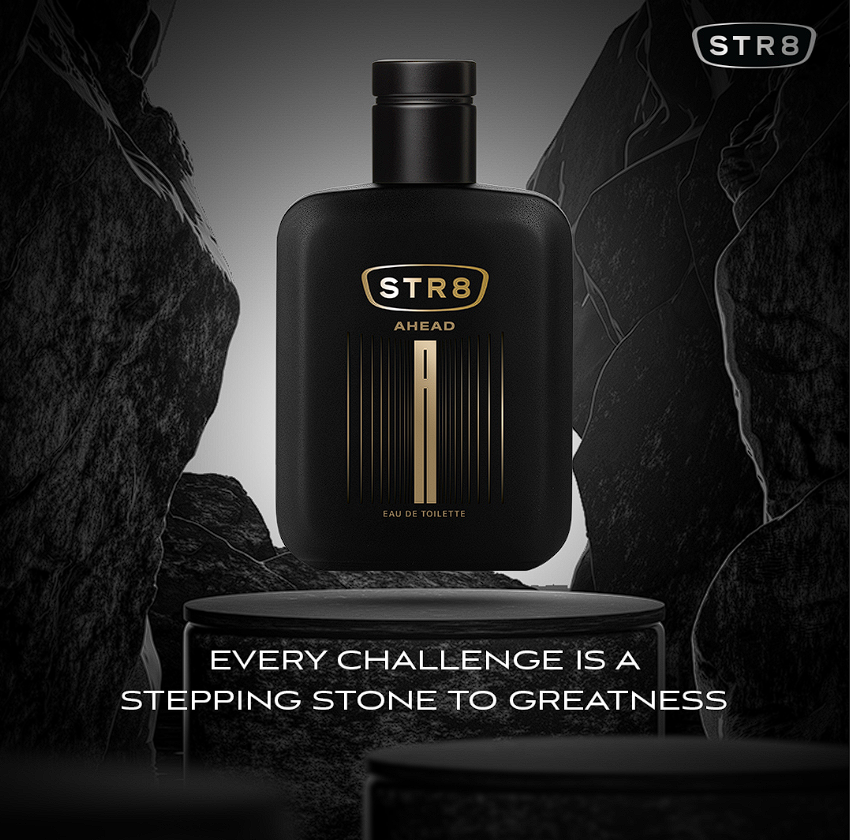 STR8
STR8
AHEAD
A
EAU DE TOILETTE
EVERY CHALLENGE IS A
STEPPING STONE TO GREATNESS